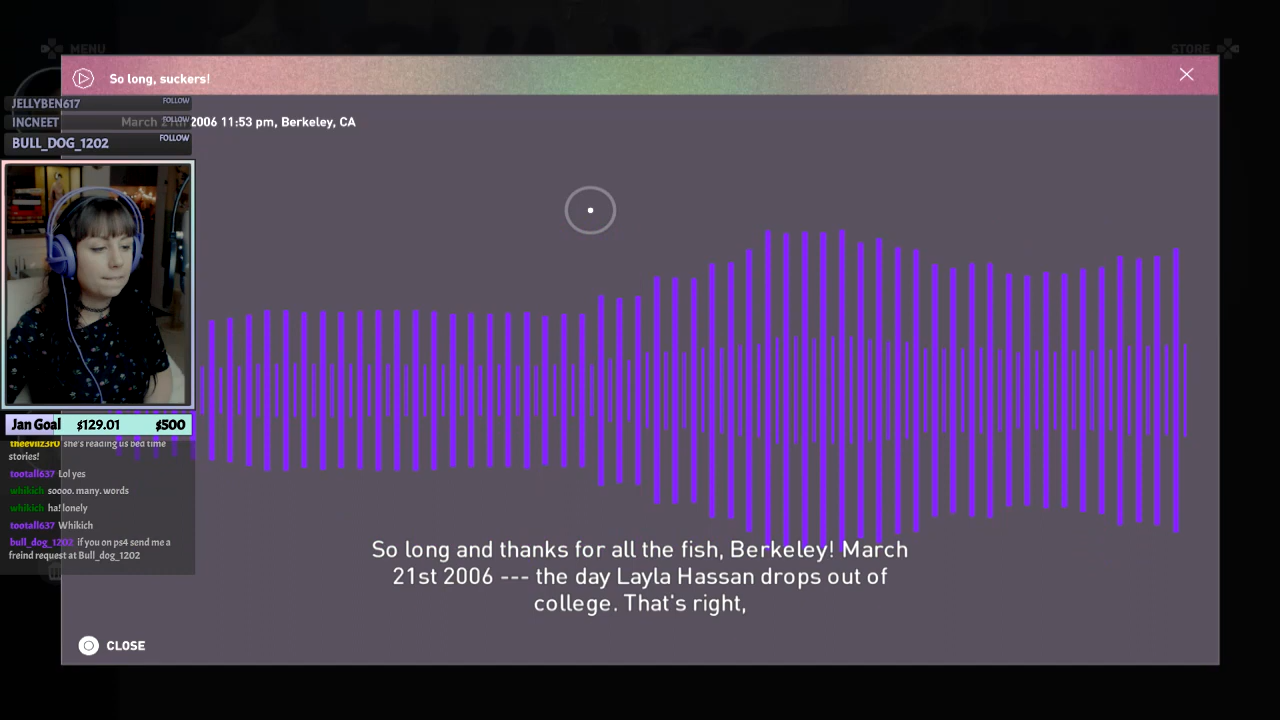 MENU
STORE
So long, suckers!
JELLYBEN617 FOLLOW
INCNEET FOLLOW
March 21th 2006 11:53 pm, Berkeley, CA
BULL_DOG_1202 FOLLOW
Jan Goal $129.01 $500
theevilz3r0 she's reading us bed time
stories!
tootall637 Lol yes
whikich soooo. many. words
whikich ha! lonely
tootall637 Whikich
bull_dog_1202 if you on ps4 send me a
freind request at Bull_dog_1202
So long and thanks for all the fish, Berkeley! March
21st 2006 --- the day Layla Hassan drops out of
college. That's right,
CLOSE